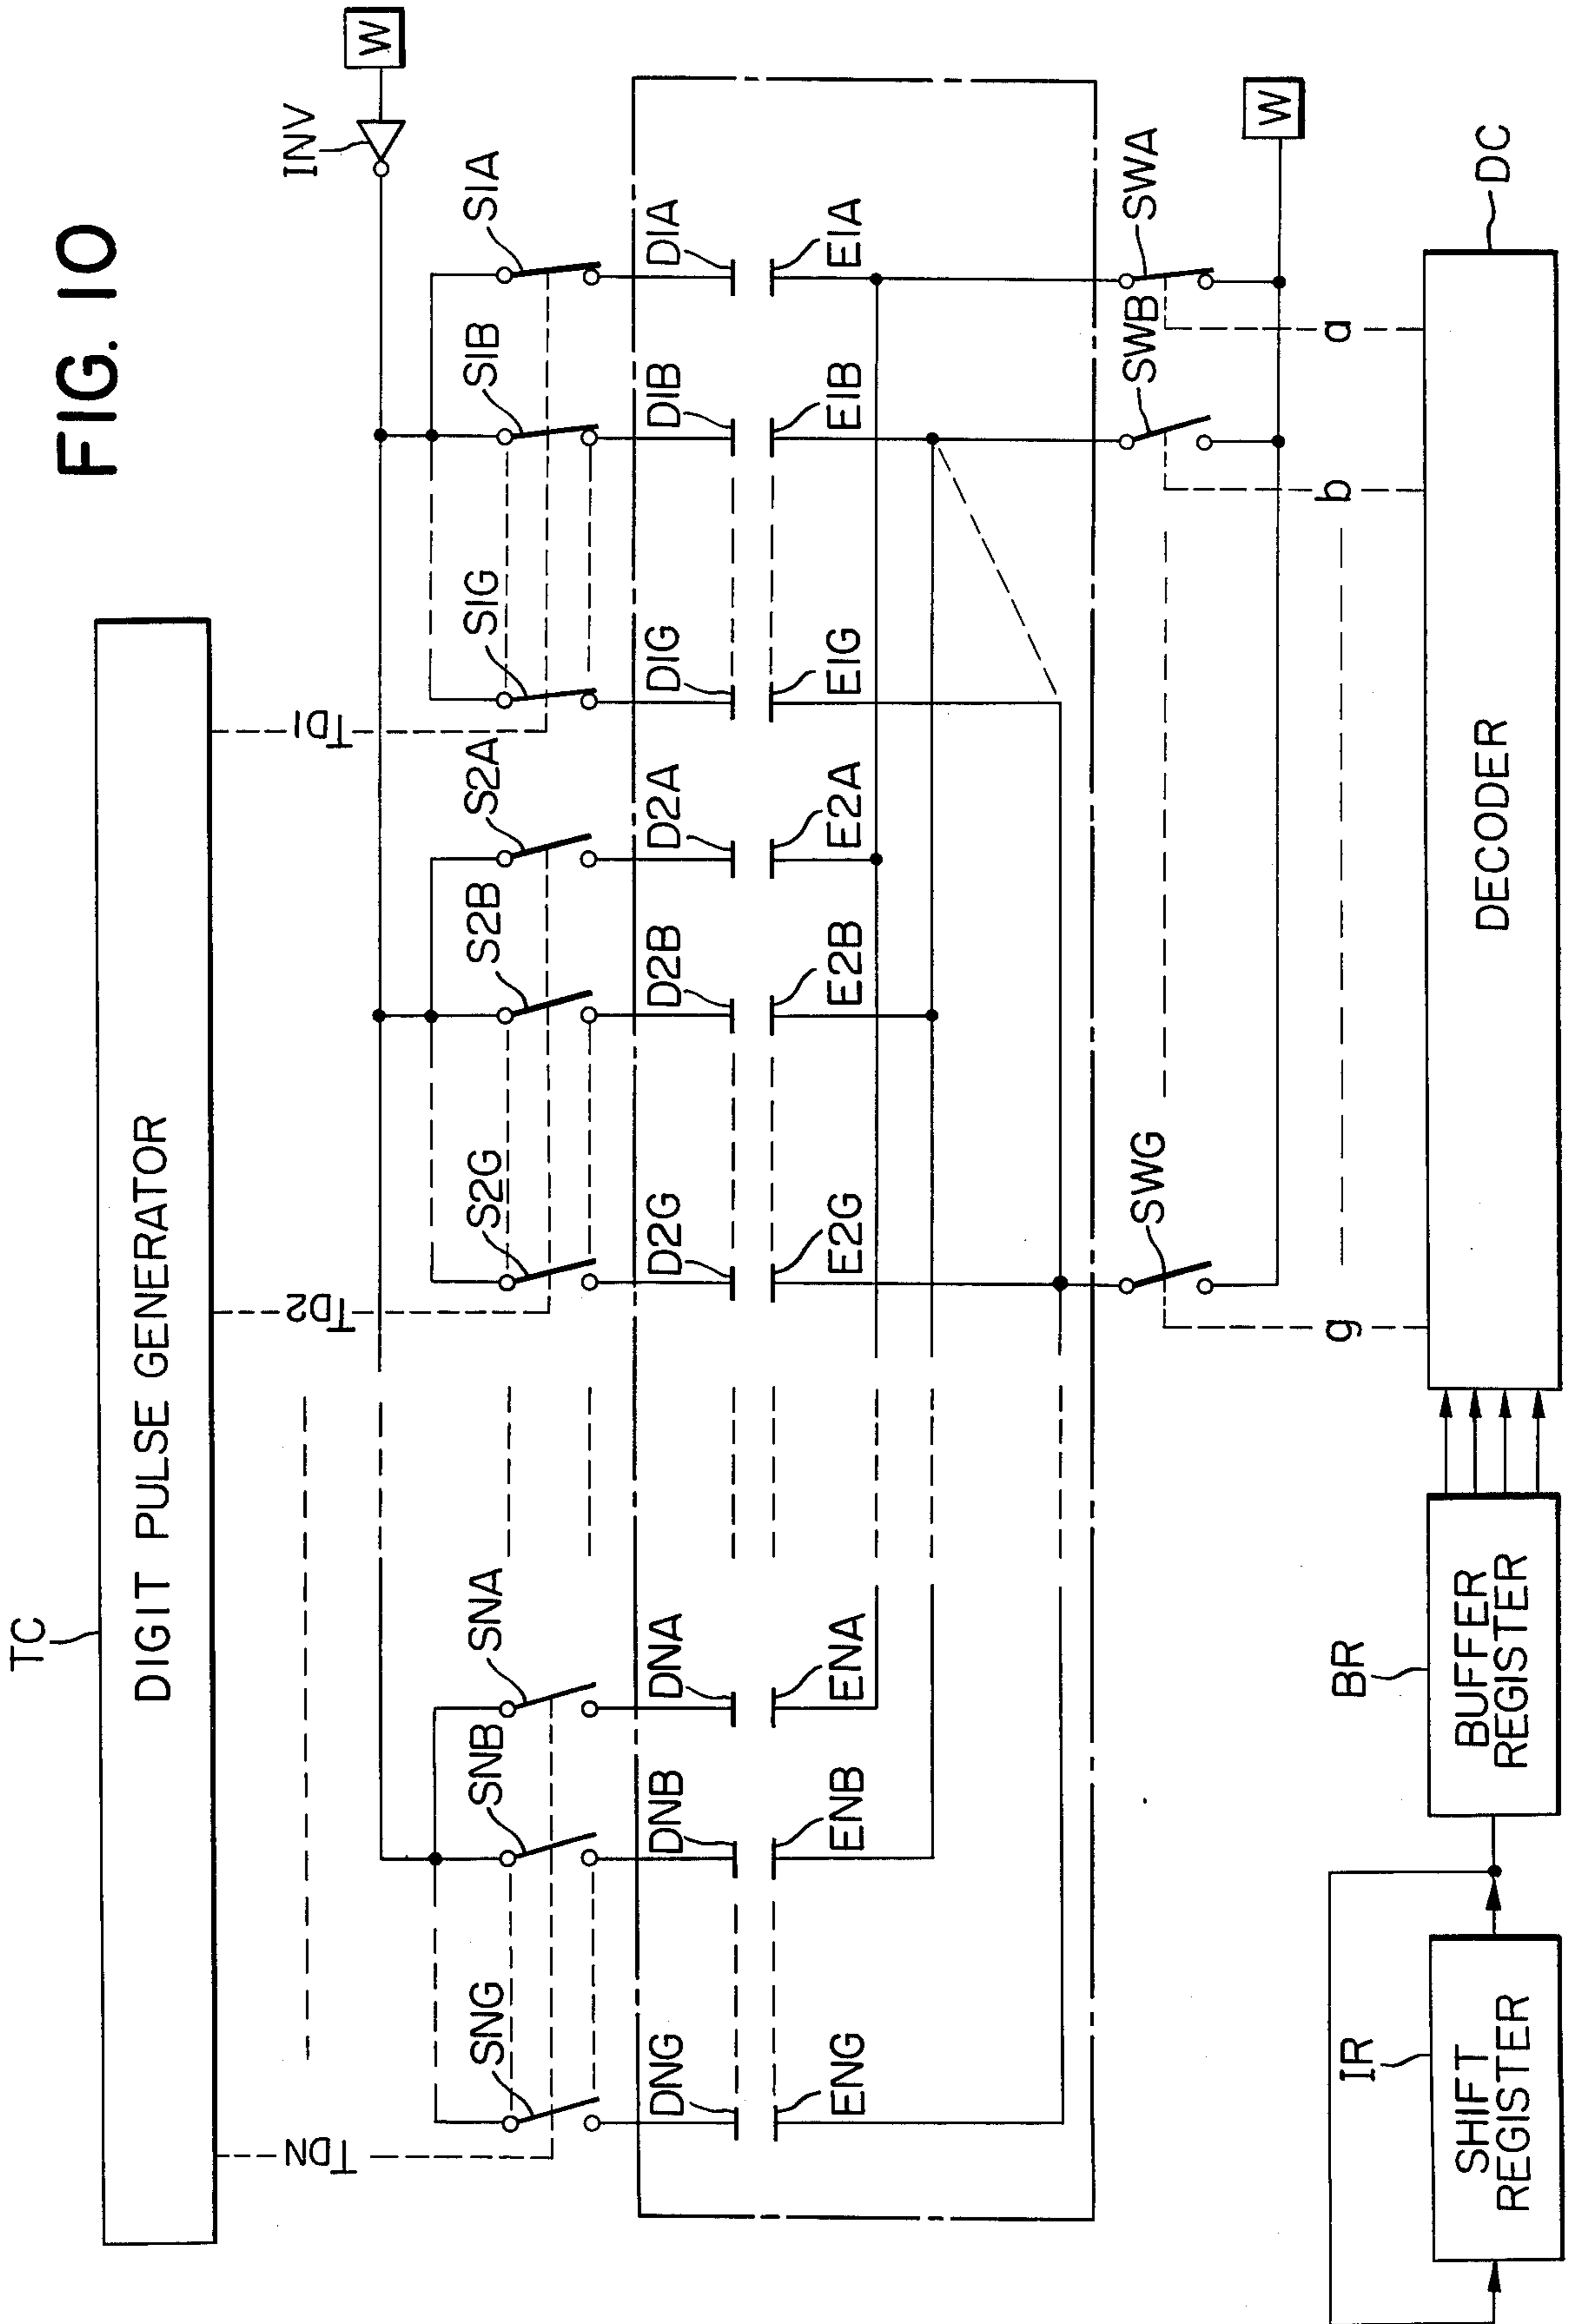 FIG. 10
TC
DIGIT PULSE GENERATOR
TDN
TD2
TD1
INV
W
SNG
SNB
SNA
S2G
S2B
S2A
S1G
S1B
S1A
DNG
DNB
DNA
D2G
D2B
D2A
D1G
D1B
D1A
ENG
ENB
ENA
E2G
E2B
E2A
E1G
E1B
E1A
SWG
SWB
SWA
W
g
b
a
IR
SHIFT
REGISTER
BR
BUFFER
REGISTER
DECODER
DC